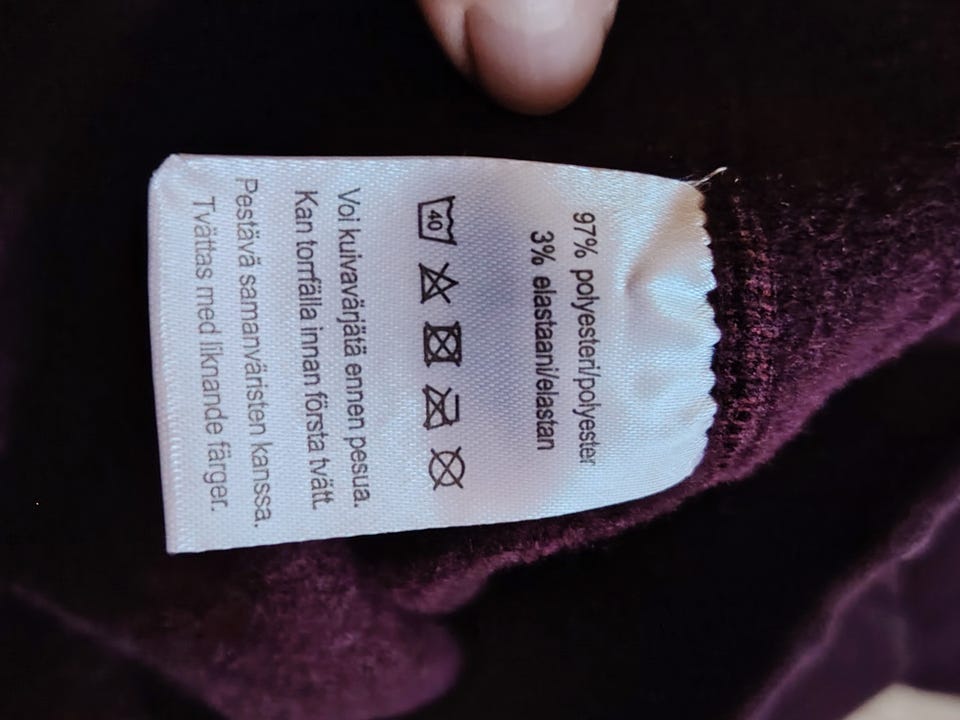 97% polyesteri/polyester
3% elastaani/elastan
40
Voi kuivavärjätä ennen pesua.
Kan torrfälla innan första tvätt.
Pestävä samanväristen kanssa.
Tvättas med liknande färger.